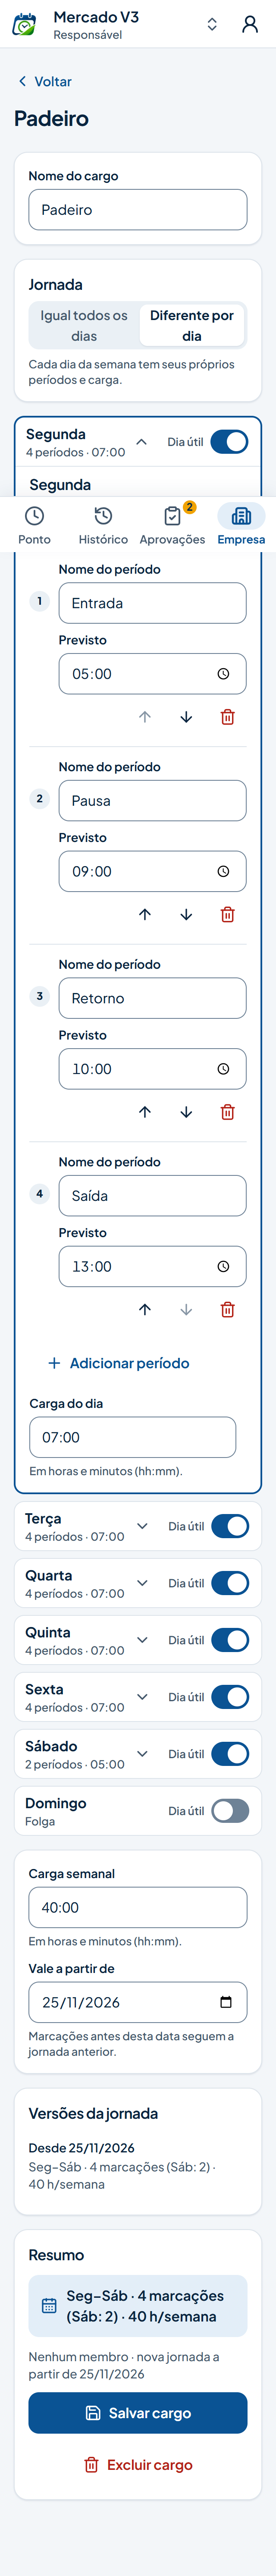 Mercado V3
Responsável
Voltar
Padeiro
Nome do cargo
Padeiro
Jornada
Igual todos os
dias
Diferente por
dia
Cada dia da semana tem seus próprios
períodos e carga.
Segunda
4 períodos · 07:00
Dia útil
Segunda
Ponto
Histórico
2
Aprovações
Empresa
Nome do período
1
Entrada
Previsto
05:00
Nome do período
2
Pausa
Previsto
09:00
Nome do período
3
Retorno
Previsto
10:00
Nome do período
4
Saída
Previsto
13:00
Adicionar período
Carga do dia
07:00
Em horas e minutos (hh:mm).
Terça
4 períodos · 07:00
Dia útil
Quarta
4 períodos · 07:00
Dia útil
Quinta
4 períodos · 07:00
Dia útil
Sexta
4 períodos · 07:00
Dia útil
Sábado
2 períodos · 05:00
Dia útil
Domingo
Folga
Dia útil
Carga semanal
40:00
Em horas e minutos (hh:mm).
Vale a partir de
25/11/2026
Marcações antes desta data seguem a
jornada anterior.
Versões da jornada
Desde 25/11/2026
Seg–Sáb · 4 marcações (Sáb: 2) ·
40 h/semana
Resumo
Seg–Sáb · 4 marcações
(Sáb: 2) · 40 h/semana
Nenhum membro · nova jornada a
partir de 25/11/2026
Salvar cargo
Excluir cargo